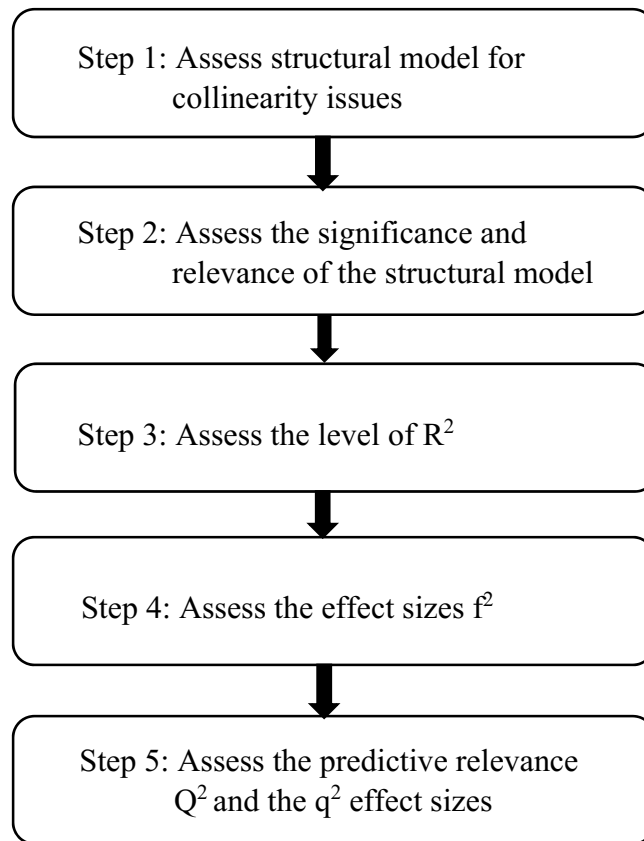 Step 1: Assess structural model for
collinearity issues
Step 2: Assess the significance and
relevance of the structural model
Step 3: Assess the level of R²
Step 4: Assess the effect sizes f²
Step 5: Assess the predictive relevance
Q² and the q² effect sizes